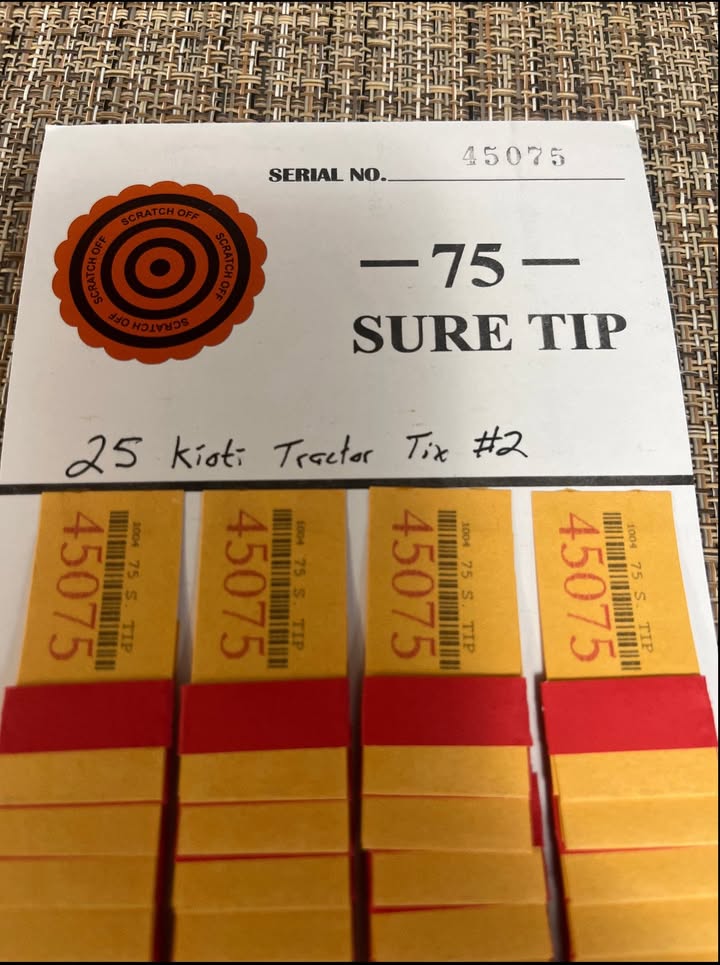 SERIAL NO. 45075
SCRATCH OFF SCRATCH OFF SCRATCH OFF SCRATCH OFF
— 75 —
SURE TIP
25 Kioti Tractor Tix #2
1004 75 S. TIP
45075
1004 75 S. TIP
45075
1004 75 S. TIP
45075
1004 75 S. TIP
45075